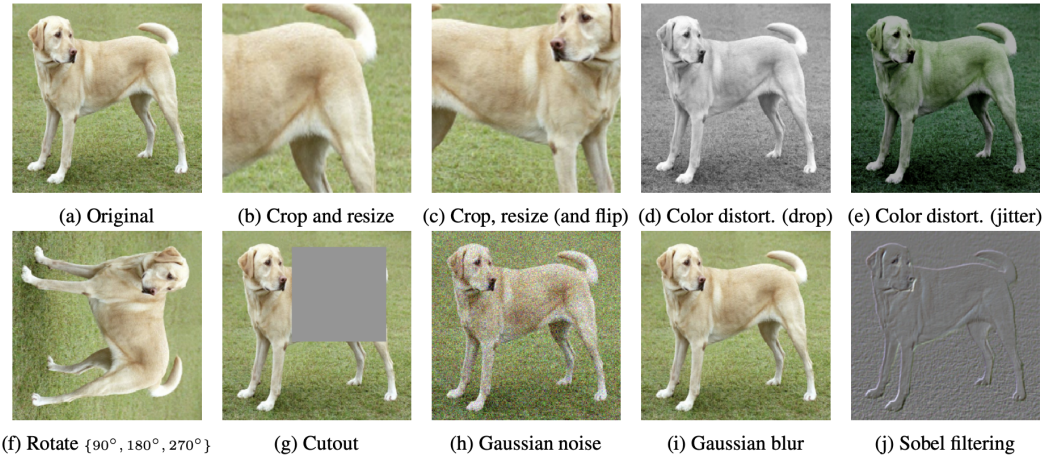 (a) Original
(b) Crop and resize
(c) Crop, resize (and flip)
(d) Color distort. (drop)
(e) Color distort. (jitter)
(f) Rotate {90°, 180°, 270°}
(g) Cutout
(h) Gaussian noise
(i) Gaussian blur
(j) Sobel filtering